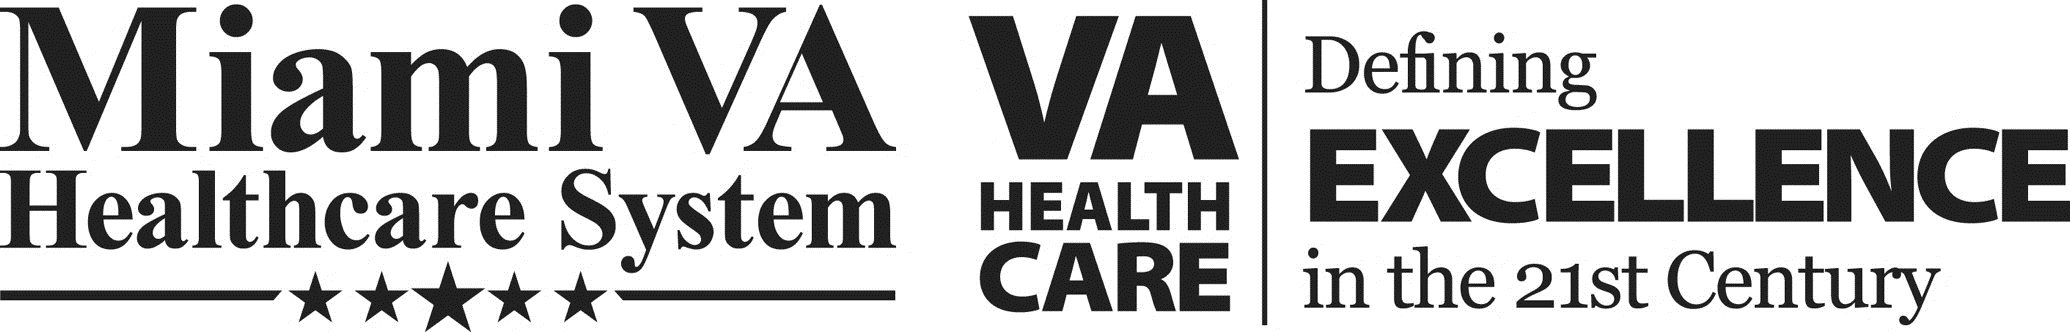 Miami VA
Healthcare System
VA
HEALTH
CARE
Defining
EXCELLENCE
in the 21st Century